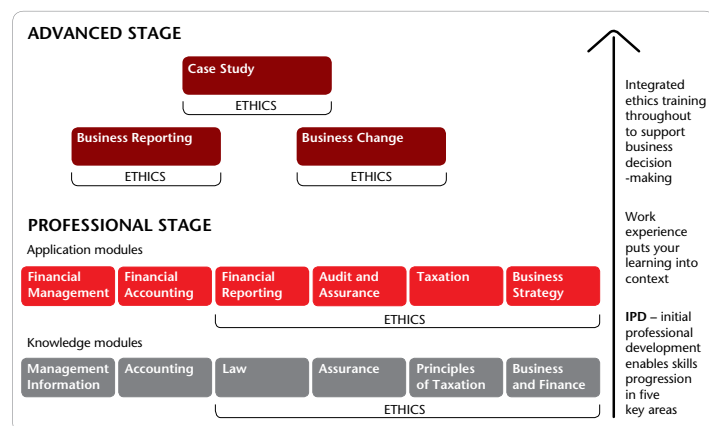 ADVANCED STAGE
Case Study
ETHICS
Business Reporting
Business Change
ETHICS
ETHICS
PROFESSIONAL STAGE
Application modules
Financial
Management
Financial
Accounting
Financial
Reporting
Audit and
Assurance
Taxation
Business
Strategy
ETHICS
Knowledge modules
Management
Information
Accounting
Law
Assurance
Principles
of Taxation
Business
and Finance
ETHICS
Integrated
ethics training
throughout
to support
business
decision
-making
Work
experience
puts your
learning into
context
IPD – initial
professional
development
enables skills
progression
in five
key areas